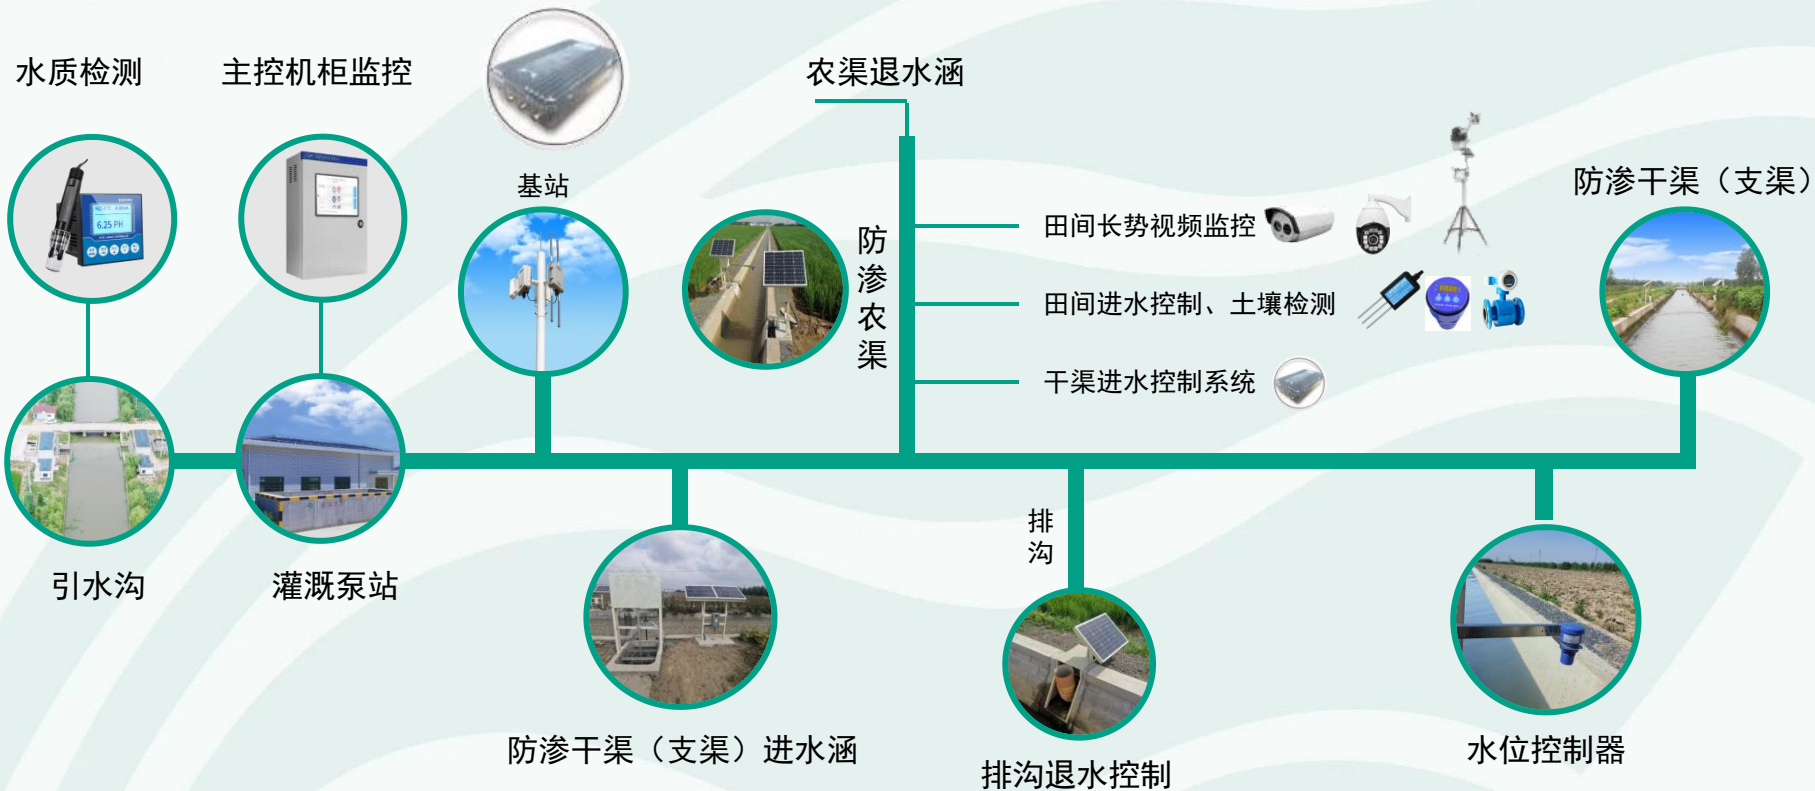 水质检测
主控机柜监控
农渠退水涵
基站
防渗干渠（支渠）
6.25 PH
防渗农渠
田间长势视频监控
田间进水控制、土壤检测
干渠进水控制系统
排沟
引水沟
灌溉泵站
防渗干渠（支渠）进水涵
排沟退水控制
水位控制器